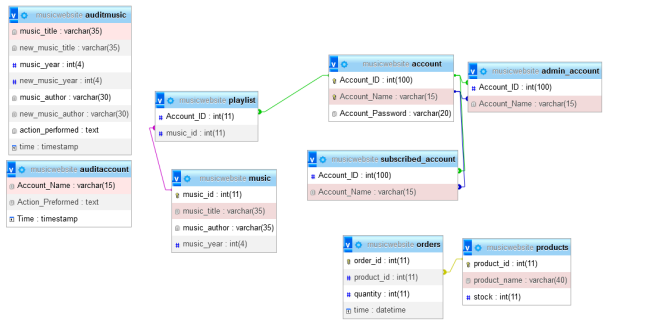 musicwebsite auditmusic
music_title : varchar(35)
new_music_title : varchar(35)
music_year : int(4)
new_music_year : int(4)
music_author : varchar(30)
new_music_author : varchar(30)
action_performed : text
time : timestamp
musicwebsite auditaccount
Account_Name : varchar(15)
Action_Preformed : text
Time : timestamp
musicwebsite playlist
Account_ID : int(11)
music_id : int(11)
musicwebsite music
music_id : int(11)
music_title : varchar(35)
music_author : varchar(35)
music_year : int(4)
musicwebsite account
Account_ID : int(100)
Account_Name : varchar(15)
Account_Password : varchar(20)
musicwebsite admin_account
Account_ID : int(100)
Account_Name : varchar(15)
musicwebsite subscribed_account
Account_ID : int(100)
Account_Name : varchar(15)
musicwebsite orders
order_id : int(11)
product_id : int(11)
quantity : int(11)
time : datetime
musicwebsite products
product_id : int(11)
product_name : varchar(40)
stock : int(11)